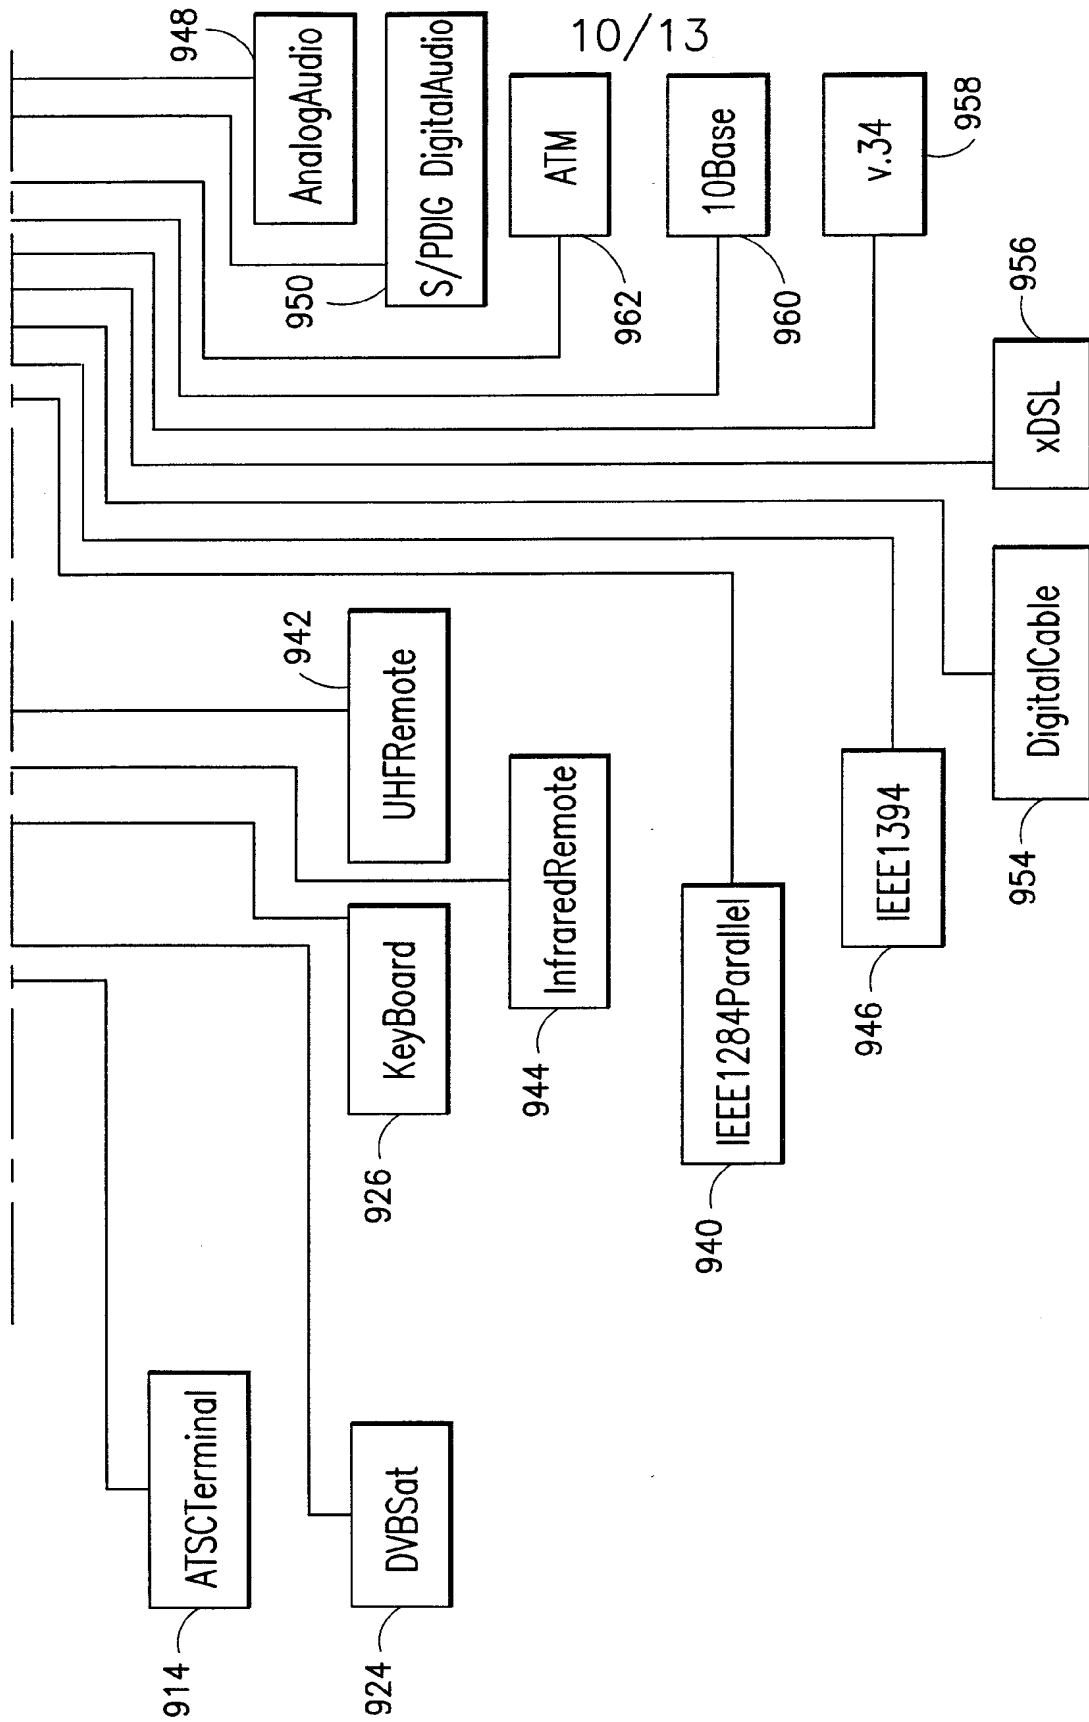 10/13
948
AnalogAudio
950
S/PDIG DigitalAudio
962
ATM
960
10Base
958
v.34
956
xDSL
954
DigitalCable
942
UHFRemote
946
IEEE1394
944
InfraredRemote
940
IEEE1284Parallel
926
KeyBoard
914
ATSCTerminal
924
DVBSat